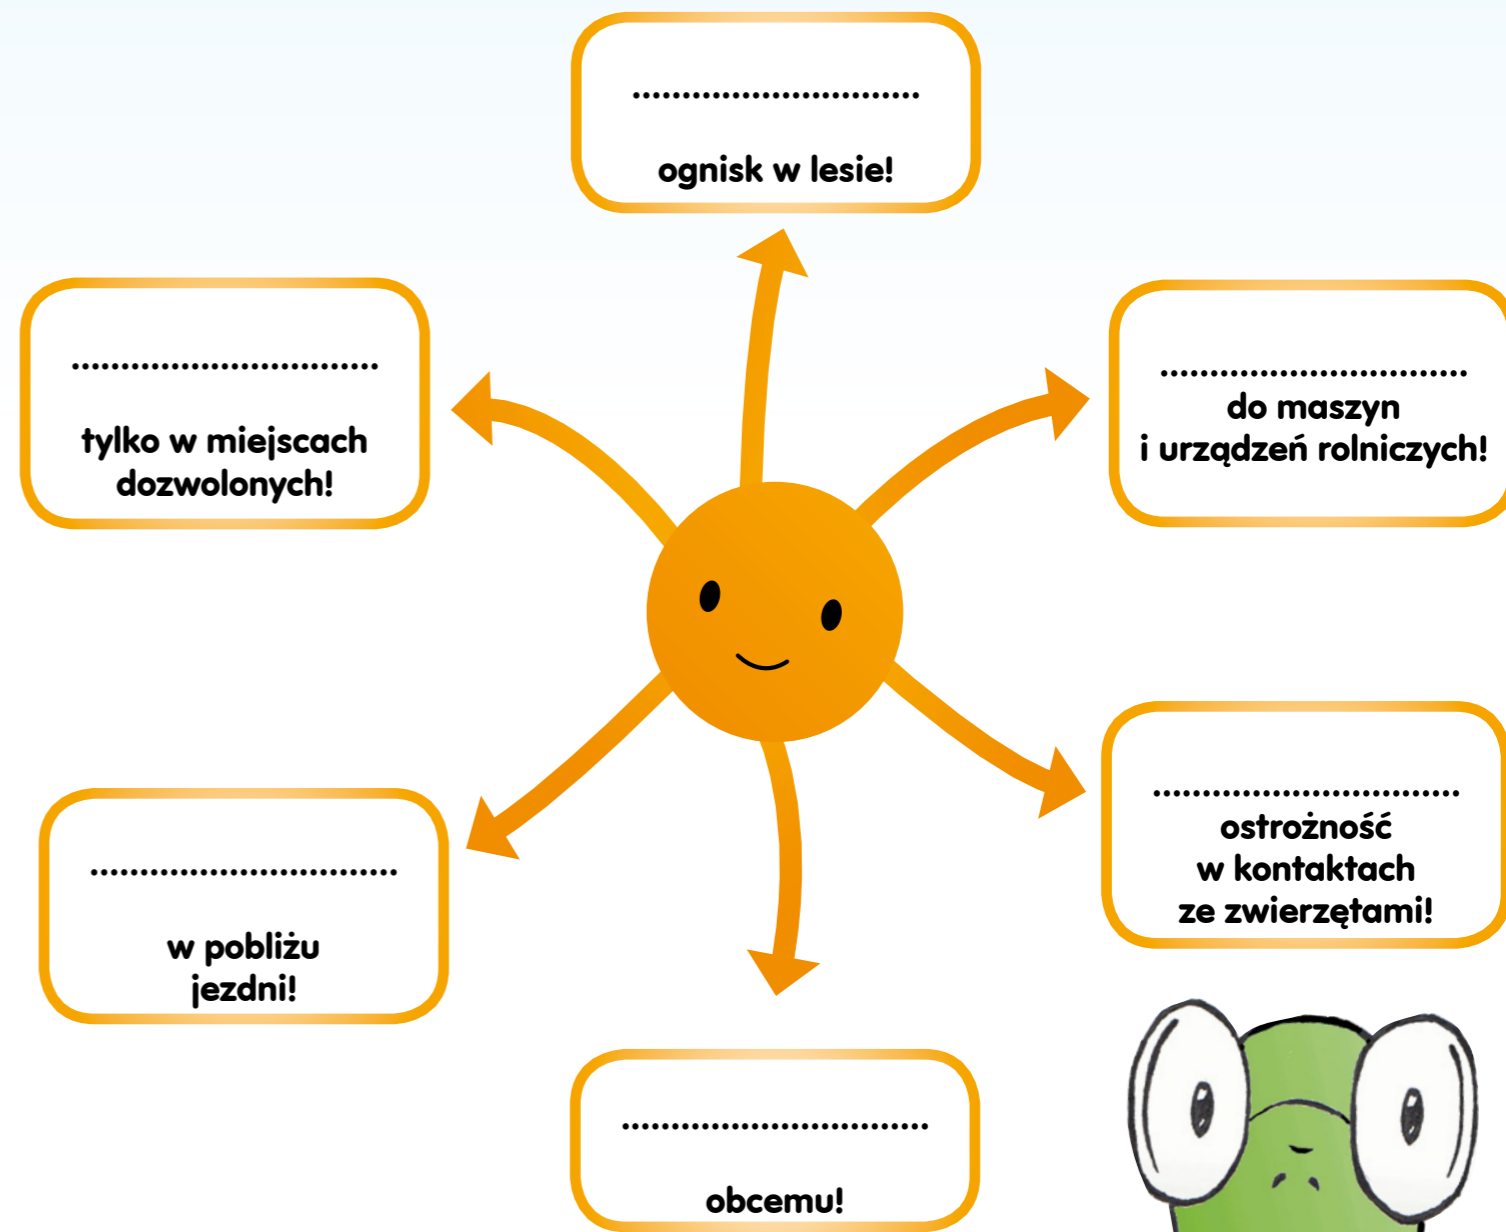 ..............................
ognisk w lesie!
................................
tylko w miejscach
dozwolonych!
................................
do maszyn
i urządzeń rolniczych!
................................
ostrożność
w kontaktach
ze zwierzętami!
................................
w pobliżu
jezdni!
................................
obcemu!